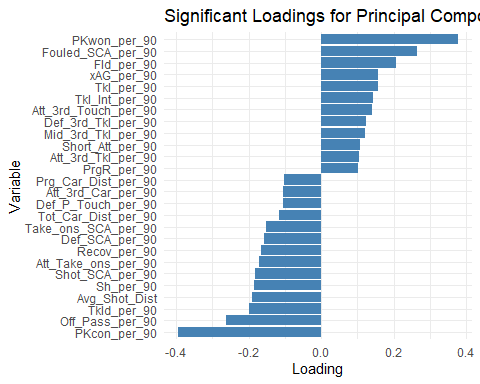 Significant Loadings for Principal Compo
PKwon_per_90
Fouled_SCA_per_90
Fld_per_90
xAG_per_90
Tkl_per_90
Tkl_Int_per_90
Att_3rd_Touch_per_90
Def_3rd_Tkl_per_90
Mid_3rd_Tkl_per_90
Short_Att_per_90
Att_3rd_Tkl_per_90
PrgR_per_90
Prg_Car_Dist_per_90
Att_3rd_Car_per_90
Def_P_Touch_per_90
Tot_Car_Dist_per_90
Take_ons_SCA_per_90
Def_SCA_per_90
Recov_per_90
Att_Take_ons_per_90
Shot_SCA_per_90
Sh_per_90
Avg_Shot_Dist
Tkld_per_90
Off_Pass_per_90
PKcon_per_90
Variable
-0.4 -0.2 0.0 0.2 0.4
Loading